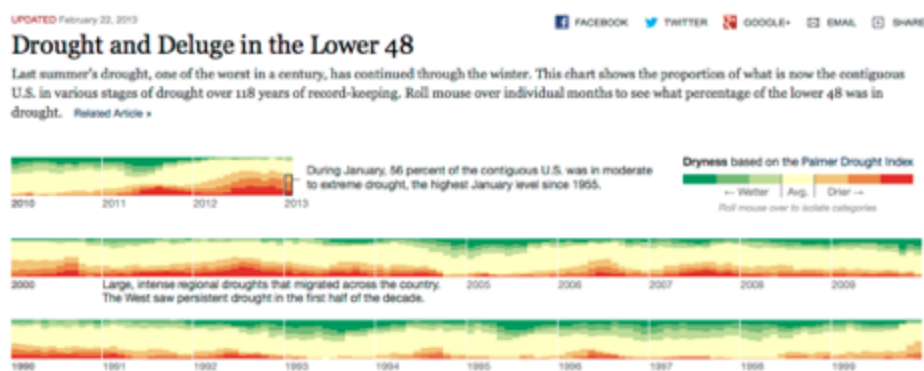 UPDATED February 22, 2013
FACEBOOK TWITTER GOOGLE+ EMAIL SHARE
Drought and Deluge in the Lower 48
Last summer's drought, one of the worst in a century, has continued through the winter. This chart shows the proportion of what is now the contiguous
U.S. in various stages of drought over 118 years of record-keeping. Roll mouse over individual months to see what percentage of the lower 48 was in
drought. Related Article »
During January, 56 percent of the contiguous U.S. was in moderate
to extreme drought, the highest January level since 1955.
Dryness based on the Palmer Drought Index
← Wetter Avg. Drier →
Roll mouse over to isolate categories
2010 2011 2012 2013
2000 2005 2006 2007 2008 2009
Large, intense regional droughts that migrated across the country.
The West saw persistent drought in the first half of the decade.
1990 1991 1992 1993 1994 1995 1996 1997 1998 1999